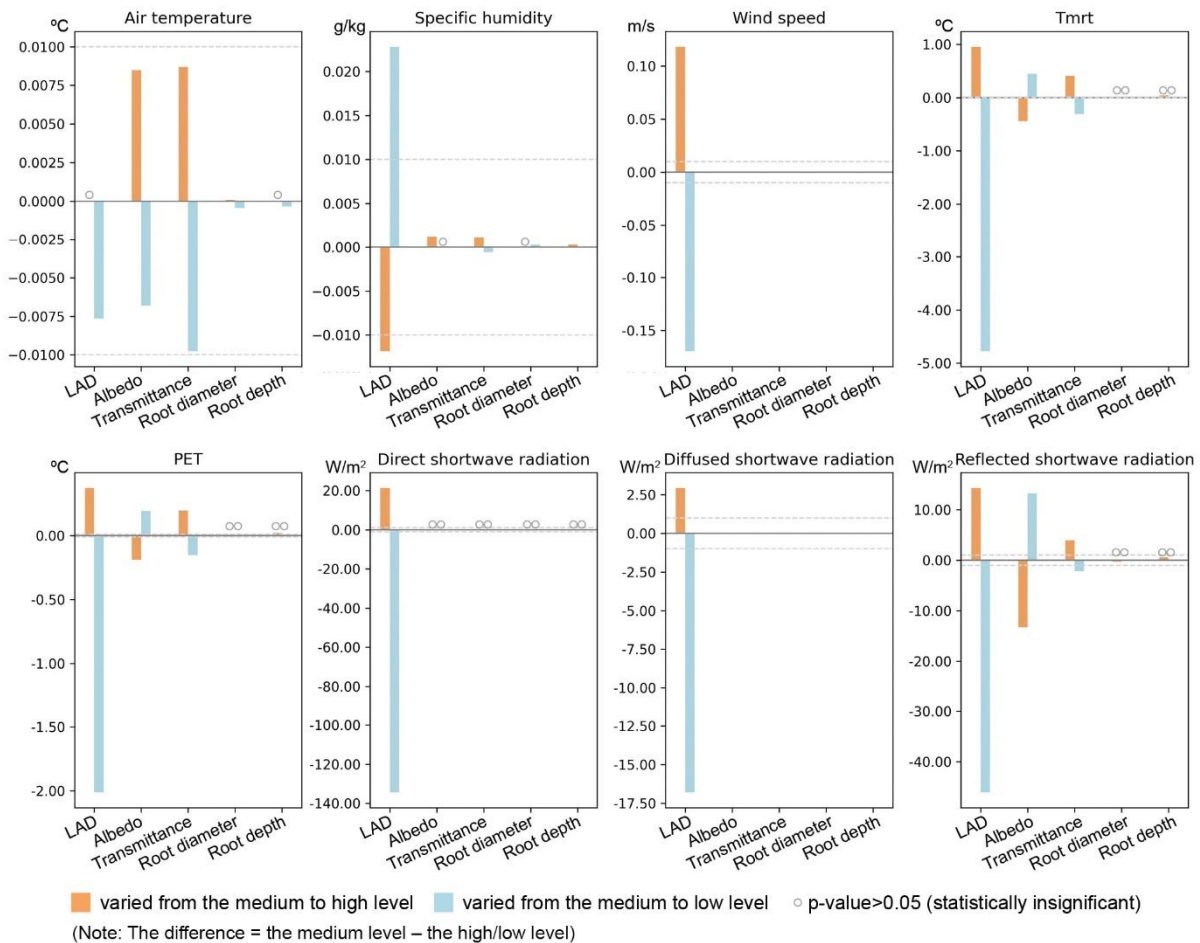 Air temperature
ºC
0.0100
0.0075
0.0050
0.0025
0.0000
−0.0025
−0.0050
−0.0075
−0.0100
LAD
Albedo
Transmittance
Root diameter
Root depth
Specific humidity
g/kg
0.020
0.010
0.000
−0.005
−0.010
LAD
Albedo
Transmittance
Root diameter
Root depth
Wind speed
m/s
0.10
0.05
0.00
-0.05
-0.10
-0.15
LAD
Albedo
Transmittance
Root diameter
Root depth
Tmrt
ºC
1.00
0.00
-1.00
-2.00
-3.00
-4.00
-5.00
LAD
Albedo
Transmittance
Root diameter
Root depth
PET
ºC
0.00
-0.50
-1.00
-1.50
-2.00
LAD
Albedo
Transmittance
Root diameter
Root depth
Direct shortwave radiation
W/m²
20.00
0.00
-20.00
-40.00
-60.00
-80.00
-100.00
-120.00
-140.00
LAD
Albedo
Transmittance
Root diameter
Root depth
Diffused shortwave radiation
W/m²
2.50
0.00
-2.50
-5.00
-7.50
-10.00
-12.50
-15.00
-17.50
LAD
Albedo
Transmittance
Root diameter
Root depth
Reflected shortwave radiation
W/m²
10.00
0.00
-10.00
-20.00
-30.00
-40.00
LAD
Albedo
Transmittance
Root diameter
Root depth
varied from the medium to high level
varied from the medium to low level
p-value>0.05 (statistically insignificant)
(Note: The difference = the medium level – the high/low level)